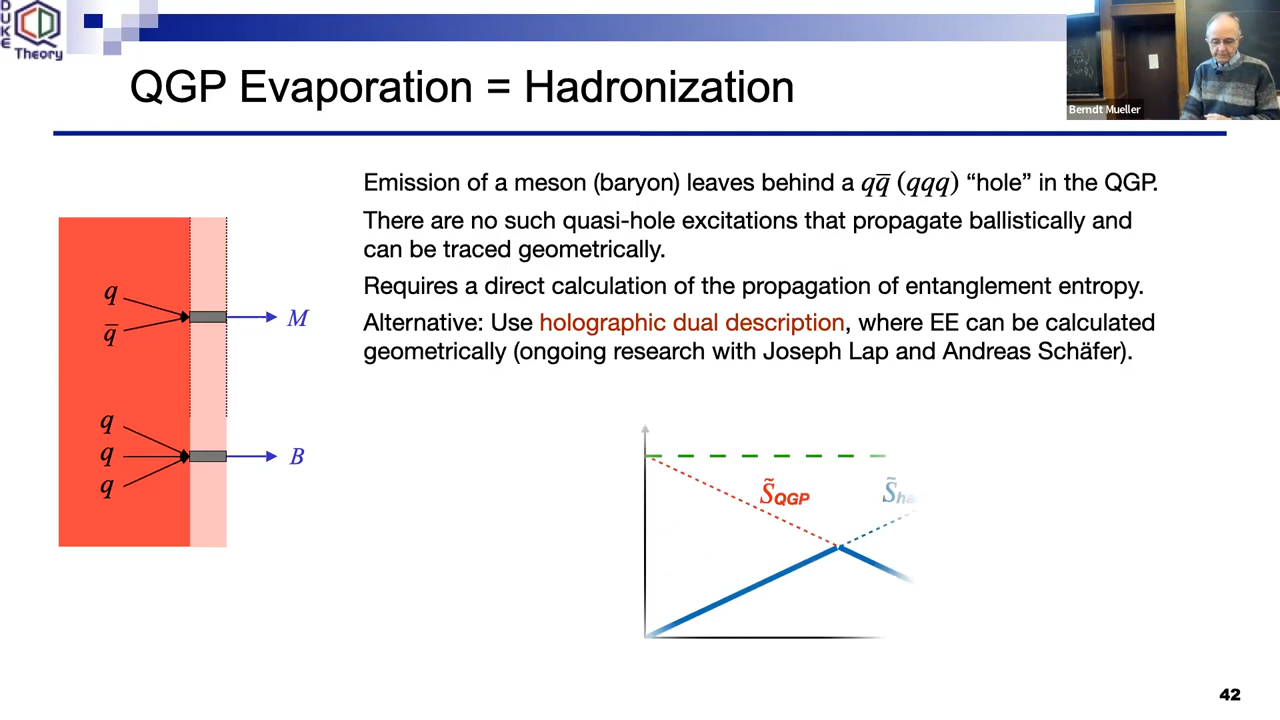 DUKE
Theory
QGP Evaporation = Hadronization
Berndt Mueller
Emission of a meson (baryon) leaves behind a qq̄ (qqq) “hole” in the QGP.
There are no such quasi-hole excitations that propagate ballistically and
can be traced geometrically.
Requires a direct calculation of the propagation of entanglement entropy.
Alternative: Use holographic dual description, where EE can be calculated
geometrically (ongoing research with Joseph Lap and Andreas Schäfer).
q
q̄
M
q
q
q
B
S̃QGP
S̃ha
42